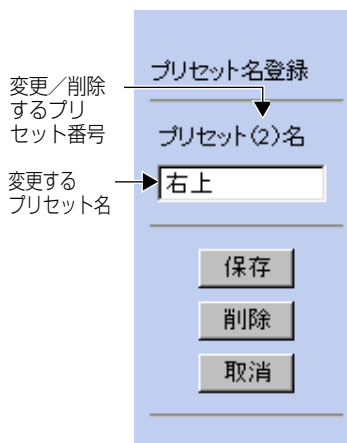 プリセット名登録
変更／削除
するプリ
セット番号
プリセット(2)名
変更する
プリセット名
右上
保存
削除
取消